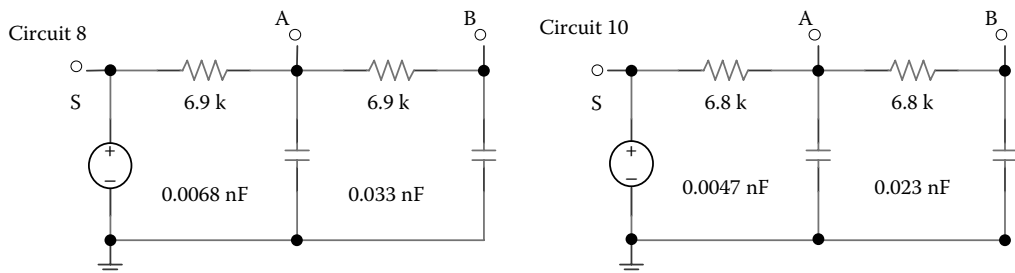 Circuit 8
A
B
S
6.9 k
6.9 k
+
−
0.0068 nF
0.033 nF
Circuit 10
A
B
S
6.8 k
6.8 k
+
−
0.0047 nF
0.023 nF